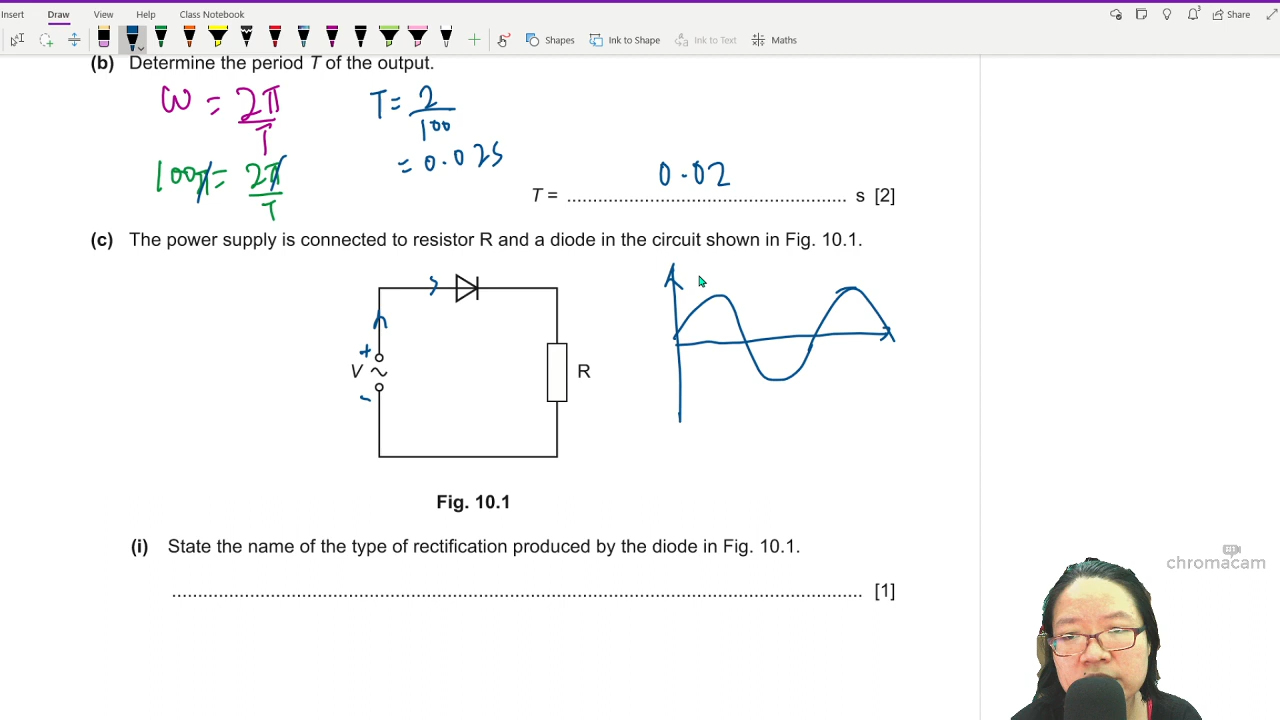 Insert Draw View Help Class Notebook Share
Shapes Ink to Shape Ink to Text Maths
(b) Determine the period T of the output.
ω = 2π/T T = 2/100
= 0.02s
100π = 2π/T
0.02
T = ........................................................ s [2]
(c) The power supply is connected to resistor R and a diode in the circuit shown in Fig. 10.1.
+
V ~ R
-
Fig. 10.1
(i) State the name of the type of rectification produced by the diode in Fig. 10.1.
........................................................................................................................................ [1]
chromacam